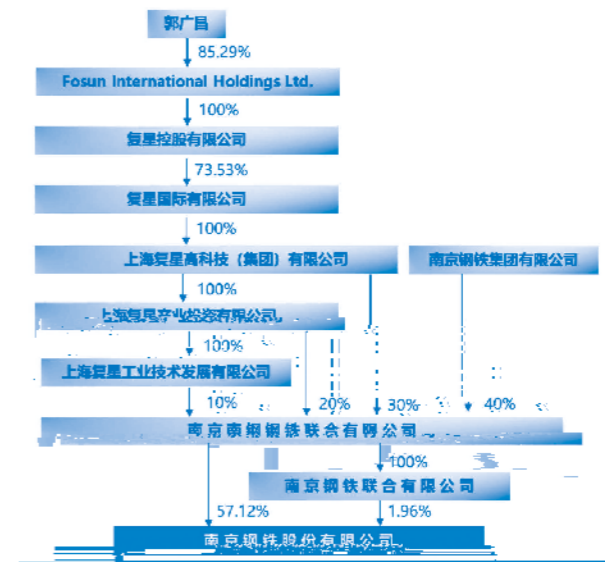 郭广昌
85.29%
Fosun International Holdings Ltd.
100%
复星控股有限公司
73.53%
复星国际有限公司
100%
上海复星高科技（集团）有限公司
南京钢铁集团有限公司
100%
上海复星产业投资有限公司
100%
上海复星工业技术发展有限公司
10%
20%
30%
40%
南京南钢钢铁联合有限公司
100%
南京钢铁联合有限公司
57.12%
1.96%
南京钢铁股份有限公司